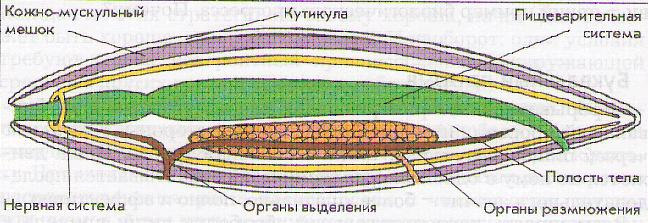 Кожно-мускульный
мешок
Кутикула
Пищеварительная
система
Нервная система
Органы выделения
Полость тела
Органы размножения